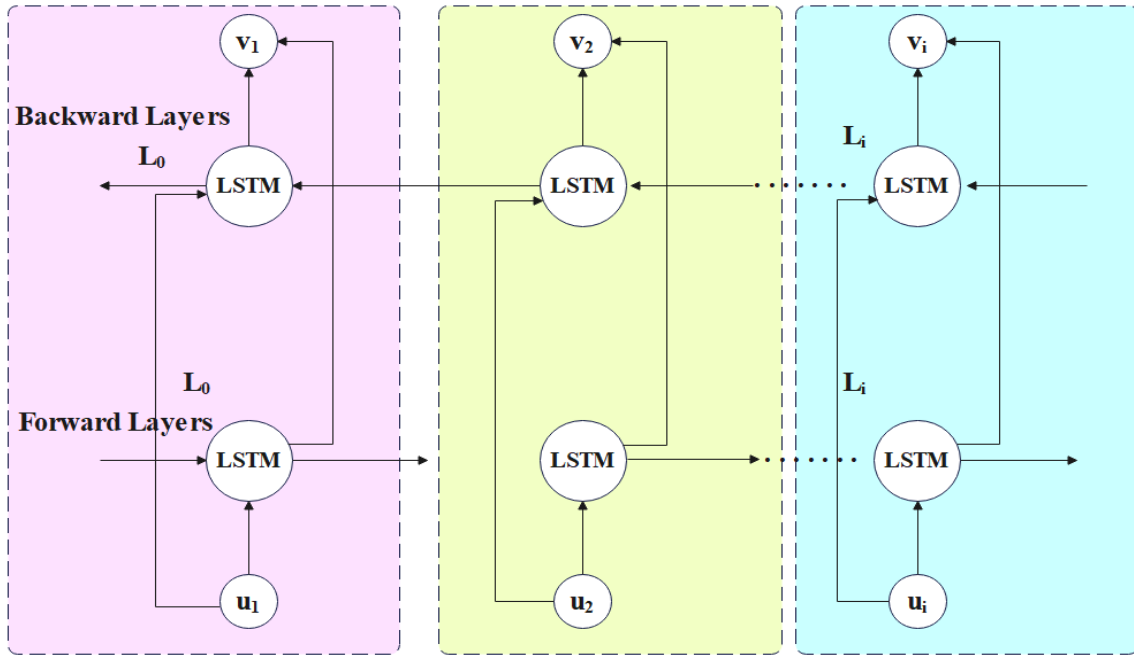 v₁ v₂ vᵢ
Backward Layers
L₀ Lᵢ
LSTM LSTM ....... LSTM
L₀ Lᵢ
Forward Layers
LSTM LSTM ....... LSTM
u₁ u₂ uᵢ